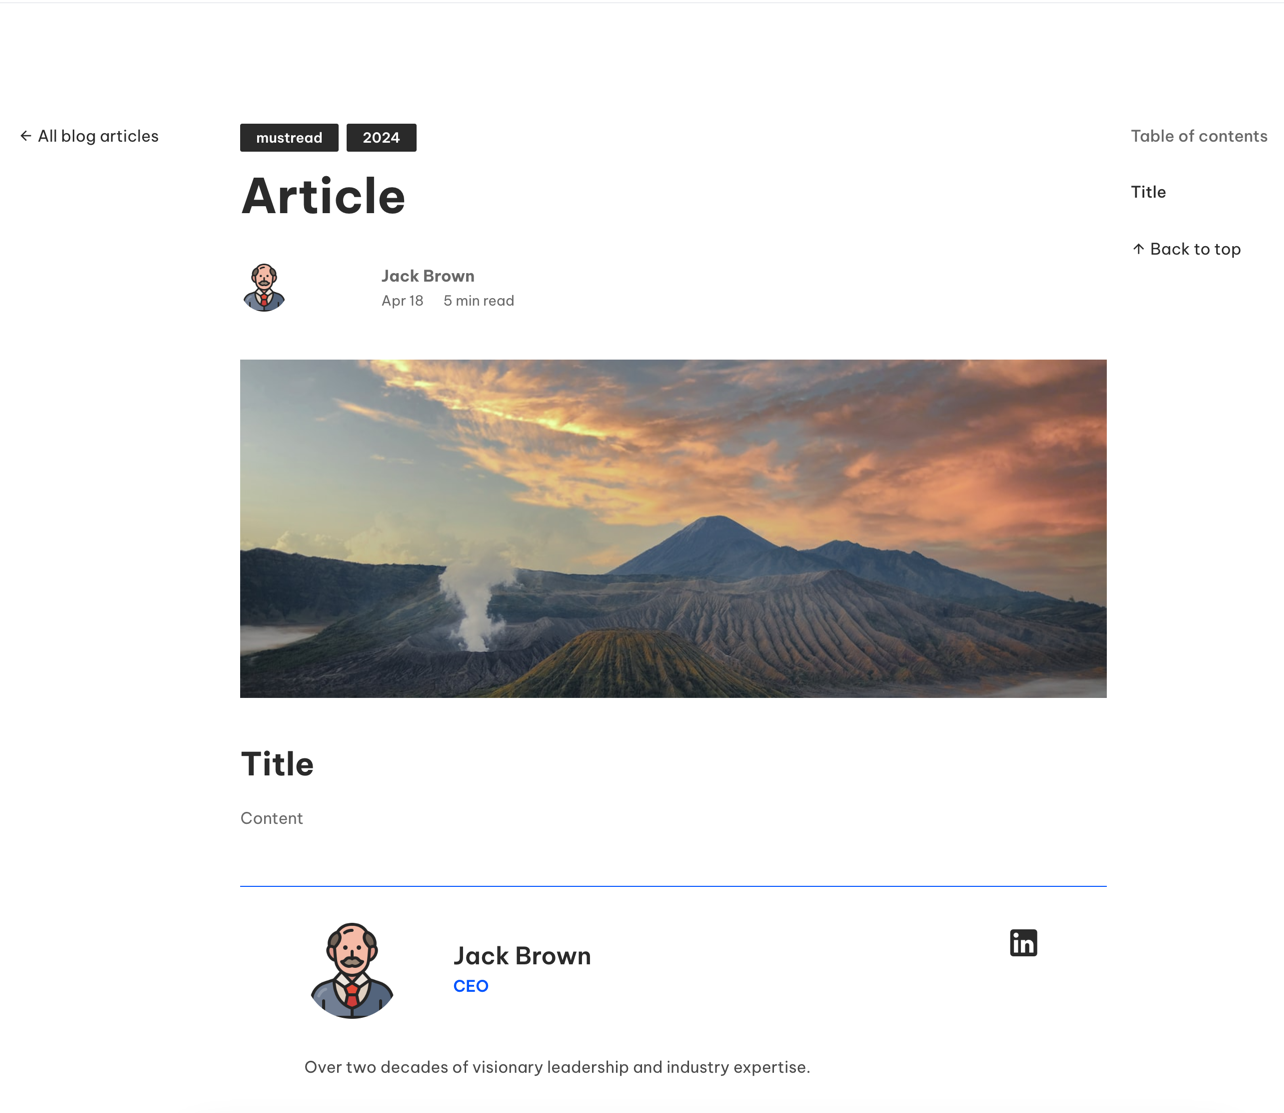 ← All blog articles
mustread 2024
Article
Jack Brown
Apr 18 5 min read
Table of contents
Title
↑ Back to top
Title
Content
Jack Brown
CEO
in
Over two decades of visionary leadership and industry expertise.